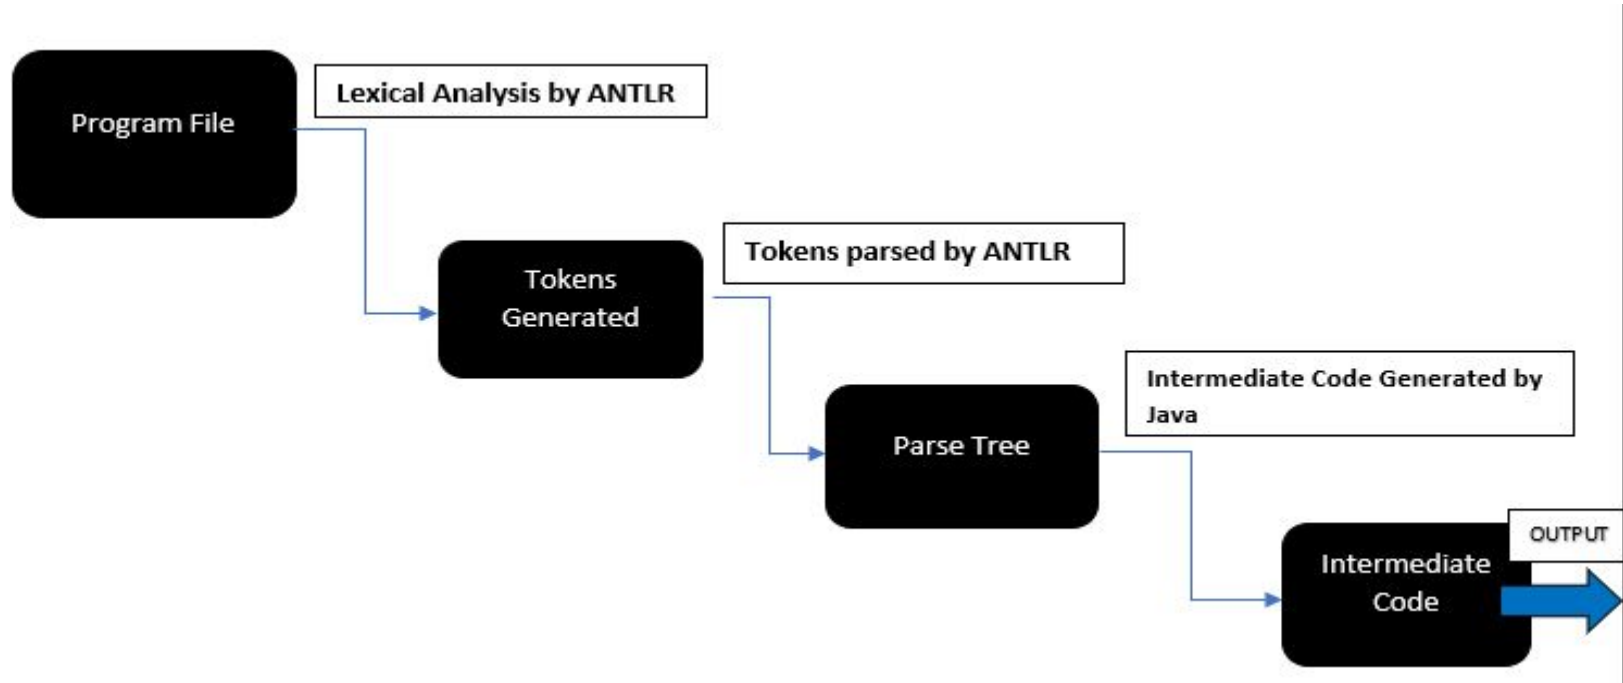 Program File
Lexical Analysis by ANTLR
Tokens
Generated
Tokens parsed by ANTLR
Parse Tree
Intermediate Code Generated by
Java
Intermediate
Code
OUTPUT